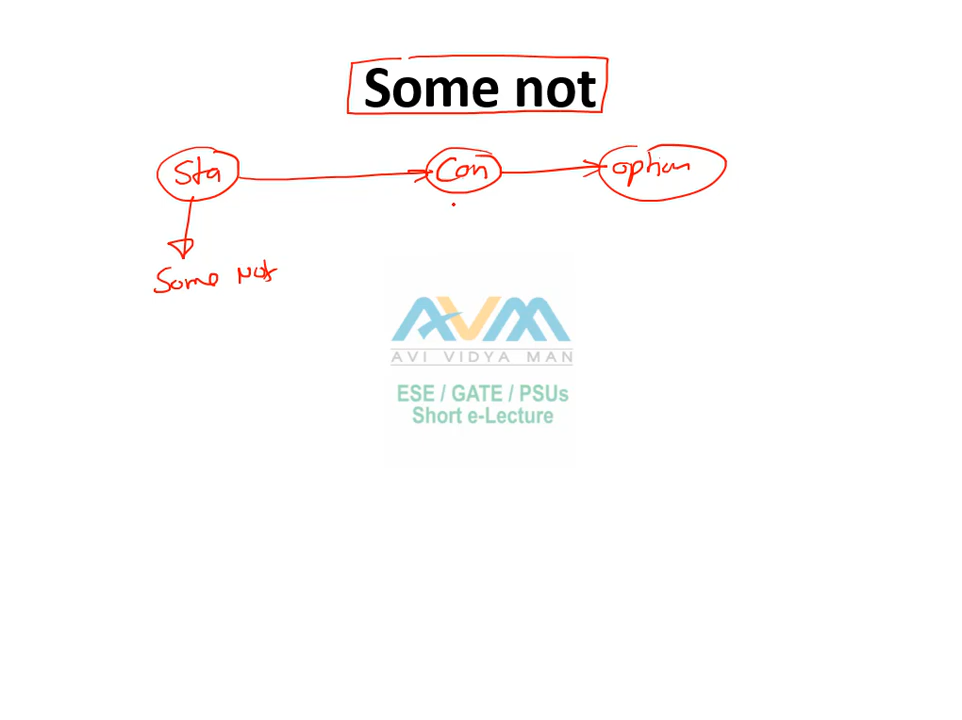 Some not
Sta Con option
Some Not
AVM
AVI VIDYA MAN
ESE / GATE / PSUs
Short e-Lecture